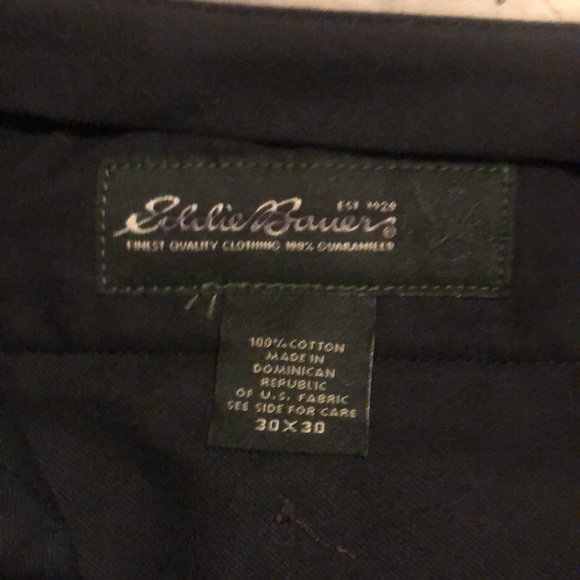 EST 1920
Eddie Bauer®
FINEST QUALITY CLOTHING 100% GUARANTEED
100% COTTON
MADE IN
DOMINICAN
REPUBLIC
OF U.S. FABRIC
SEE SIDE FOR CARE
30X30